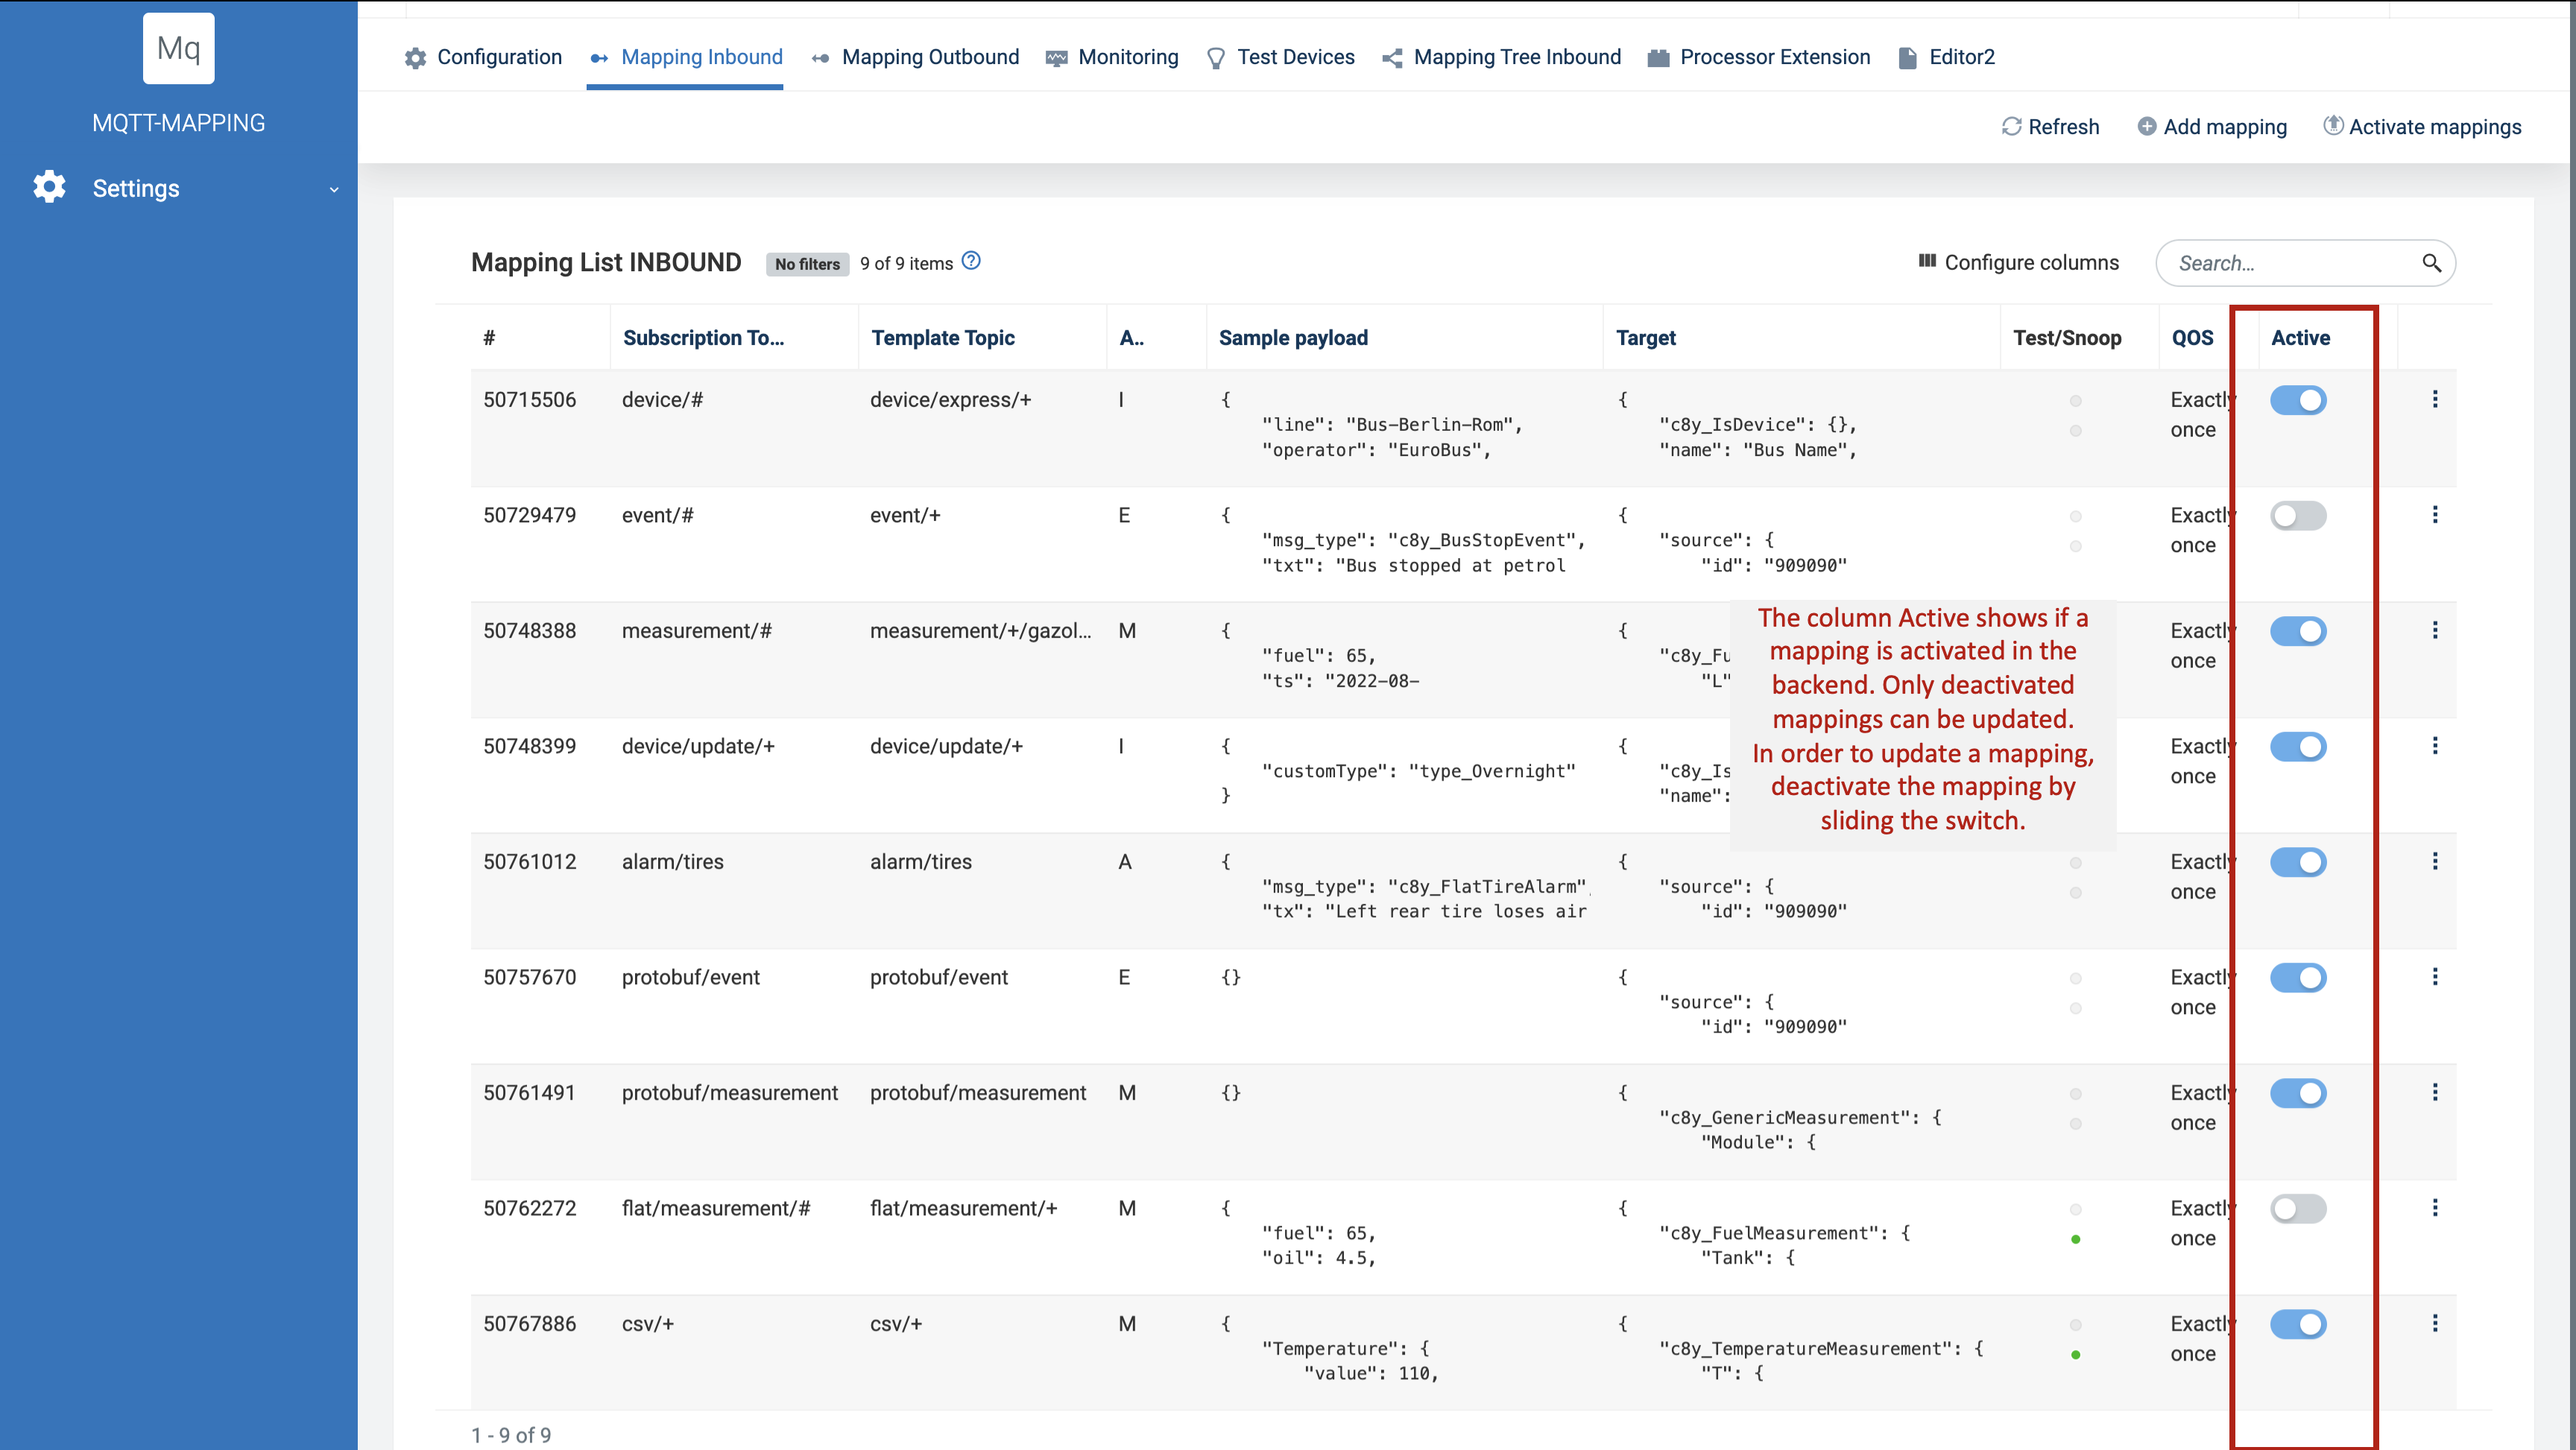 Mq
MQTT-MAPPING
Settings
Configuration
Mapping Inbound
Mapping Outbound
Monitoring
Test Devices
Mapping Tree Inbound
Processor Extension
Editor2
Refresh
Add mapping
Activate mappings
Mapping List INBOUND
No filters
9 of 9 items
Configure columns
Search...
# Subscription To... Template Topic A.. Sample payload Target Test/Snoop QOS Active
50715506 device/# device/express/+ I { { Exactly
"line": "Bus-Berlin-Rom", "c8y_IsDevice": {}, once
"operator": "EuroBus", "name": "Bus Name",
50729479 event/# event/+ E { { Exactly
"msg_type": "c8y_BusStopEvent", "source": { once
"txt": "Bus stopped at petrol "id": "909090"
50748388 measurement/# measurement/+/gazol... M { { Exactly
"fuel": 65, "c8y_Fu once
"ts": "2022-08- "L"
The column Active shows if a
mapping is activated in the
backend. Only deactivated
mappings can be updated.
In order to update a mapping,
deactivate the mapping by
sliding the switch.
50748399 device/update/+ device/update/+ I { { Exactly
"customType": "type_Overnight" "c8y_Is once
} "name":
50761012 alarm/tires alarm/tires A { { Exactly
"msg_type": "c8y_FlatTireAlarm", "source": { once
"tx": "Left rear tire loses air "id": "909090"
50757670 protobuf/event protobuf/event E {} { Exactly
"source": { once
"id": "909090"
50761491 protobuf/measurement protobuf/measurement M {} { Exactly
"c8y_GenericMeasurement": { once
"Module": {
50762272 flat/measurement/# flat/measurement/+ M { { Exactly
"fuel": 65, "c8y_FuelMeasurement": { once
"oil": 4.5, "Tank": {
50767886 csv/+ csv/+ M { { Exactly
"Temperature": { "c8y_TemperatureMeasurement": { once
"value": 110, "T": {
1 - 9 of 9